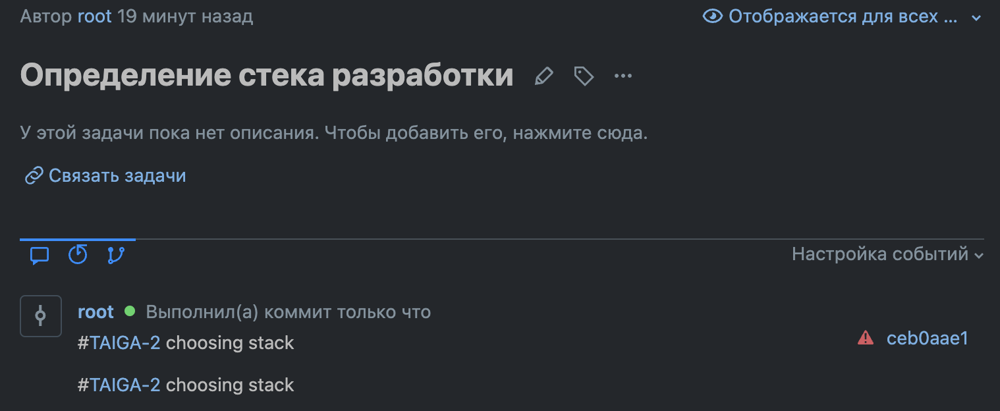 Автор root 19 минут назад
Отображается для всех ...
Определение стека разработки
У этой задачи пока нет описания. Чтобы добавить его, нажмите сюда.
Связать задачи
Настройка событий
root Выполнил(а) коммит только что
#TAIGA-2 choosing stack
ceb0aae1
#TAIGA-2 choosing stack